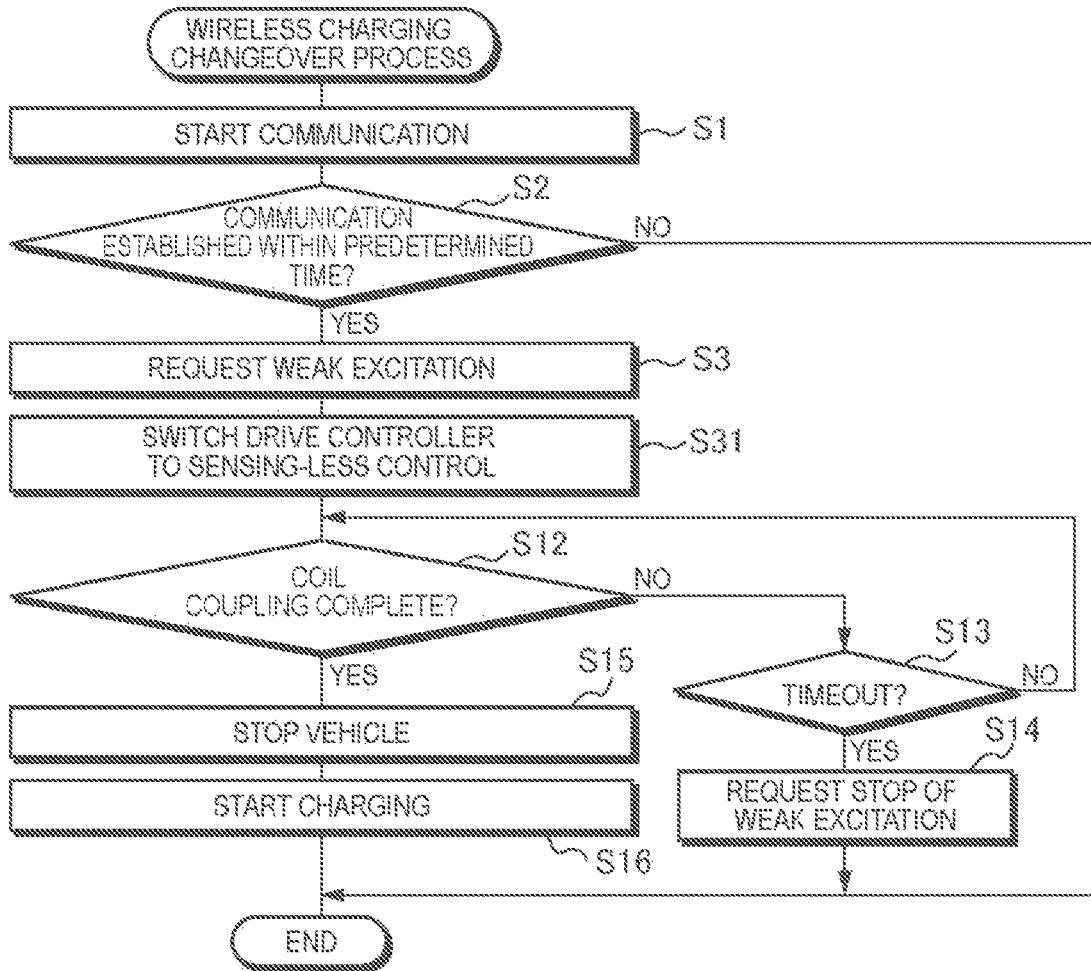 WIRELESS CHARGING
CHANGEOVER PROCESS
START COMMUNICATION
S1
S2
COMMUNICATION
ESTABLISHED WITHIN PREDETERMINED
TIME?
NO
YES
REQUEST WEAK EXCITATION
S3
SWITCH DRIVE CONTROLLER
TO SENSING-LESS CONTROL
S31
S12
COIL
COUPLING COMPLETE?
NO
YES
S13
TIMEOUT?
NO
YES
S15
STOP VEHICLE
S14
REQUEST STOP OF
WEAK EXCITATION
START CHARGING
S16
END